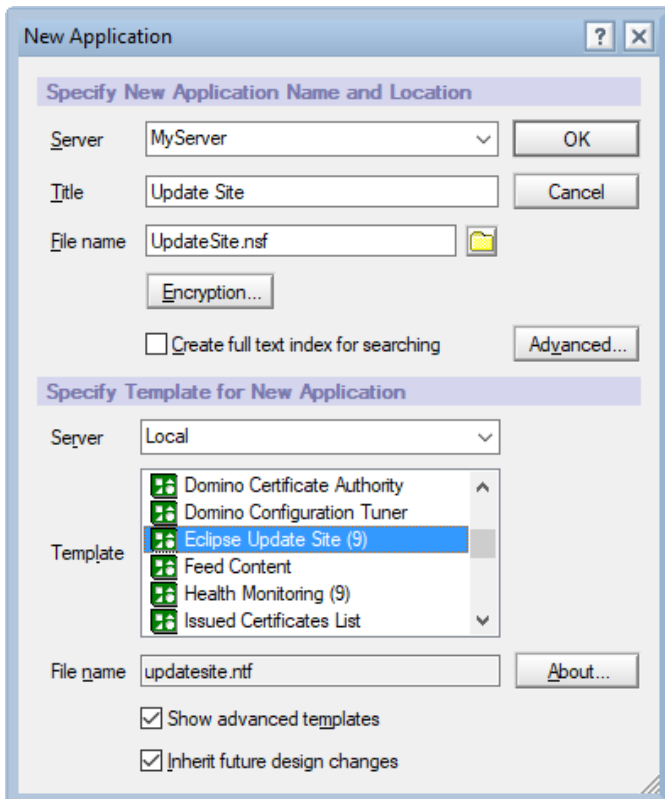 New Application
?
Specify New Application Name and Location
Server MyServer OK
Title Update Site Cancel
File name UpdateSite.nsf
Encryption...
Create full text index for searching Advanced...
Specify Template for New Application
Server Local
Template
Domino Certificate Authority
Domino Configuration Tuner
Eclipse Update Site (9)
Feed Content
Health Monitoring (9)
Issued Certificates List
File name updatesite.ntf About...
Show advanced templates
Inherit future design changes